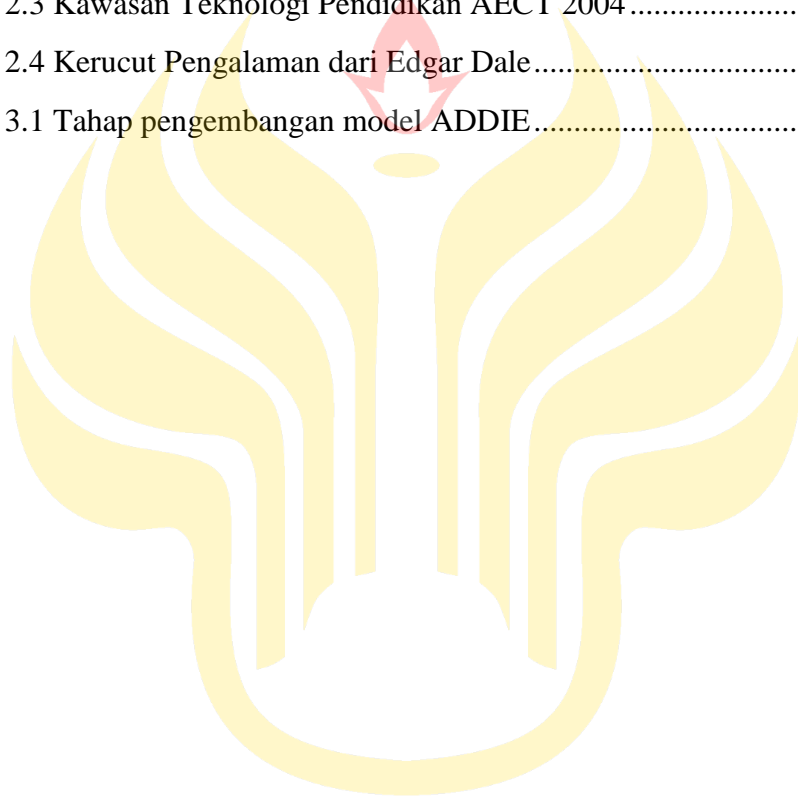 2.3 Kawasan Teknologi Pendidikan AECT 2004.....................
2.4 Kerucut Pengalaman dari Edgar Dale.................................
3.1 Tahap pengembangan model ADDIE.................................